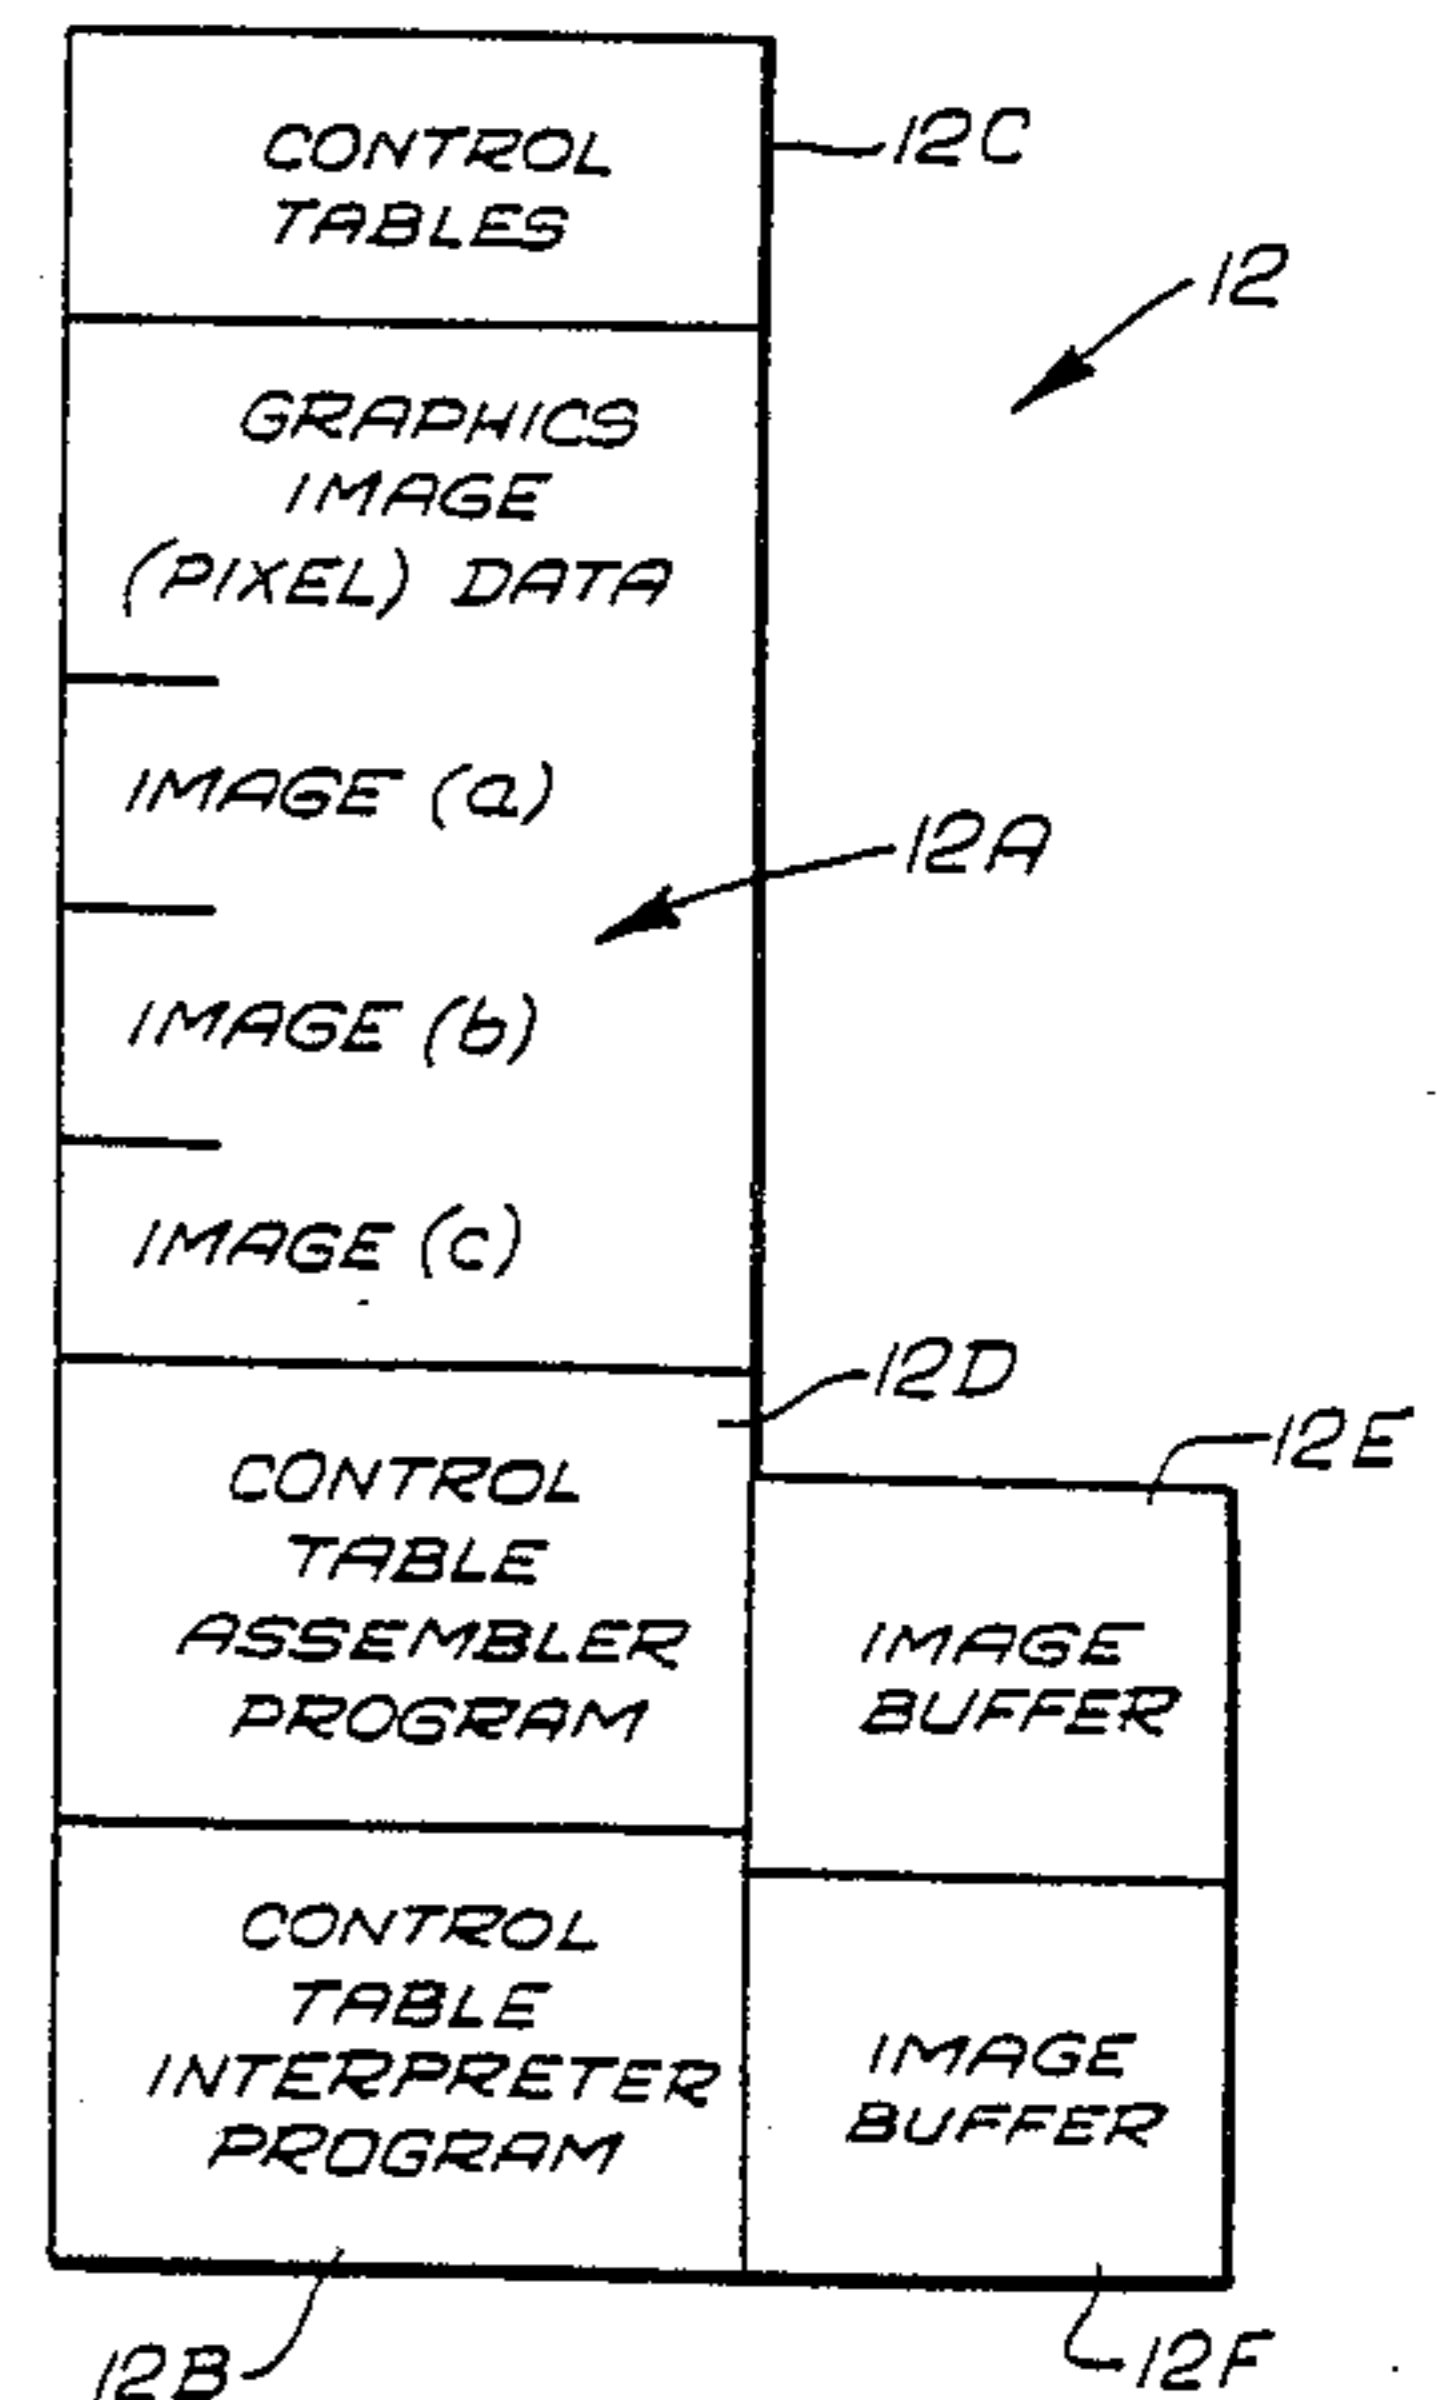 CONTROL
TABLES
12C
12
GRAPHICS
IMAGE
(PIXEL) DATA
IMAGE (a)
12A
IMAGE (b)
IMAGE (c)
12D
12E
CONTROL
TABLE
ASSEMBLER
PROGRAM
IMAGE
BUFFER
CONTROL
TABLE
INTERPRETER
PROGRAM
IMAGE
BUFFER
12B
12F